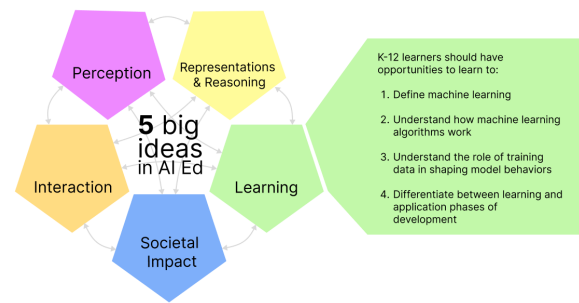 Perception
Representations
& Reasoning
5 big
ideas
in AI Ed
Interaction
Learning
Societal
Impact
K-12 learners should have
opportunities to learn to:
1. Define machine learning
2. Understand how machine learning
algorithms work
3. Understand the role of training
data in shaping model behaviors
4. Differentiate between learning and
application phases of
development